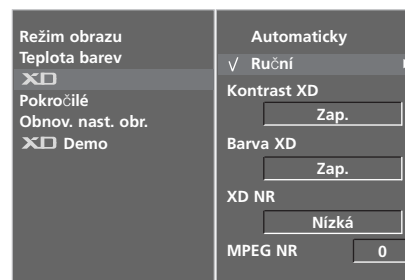 Režim obrazu
Teplota barev
XD
Pokročilé
Obnov. nast. obr.
XD Demo
Automaticky
√ Ruční
Kontrast XD
Zap.
Barva XD
Zap.
XD NR
Nízká
MPEG NR 0